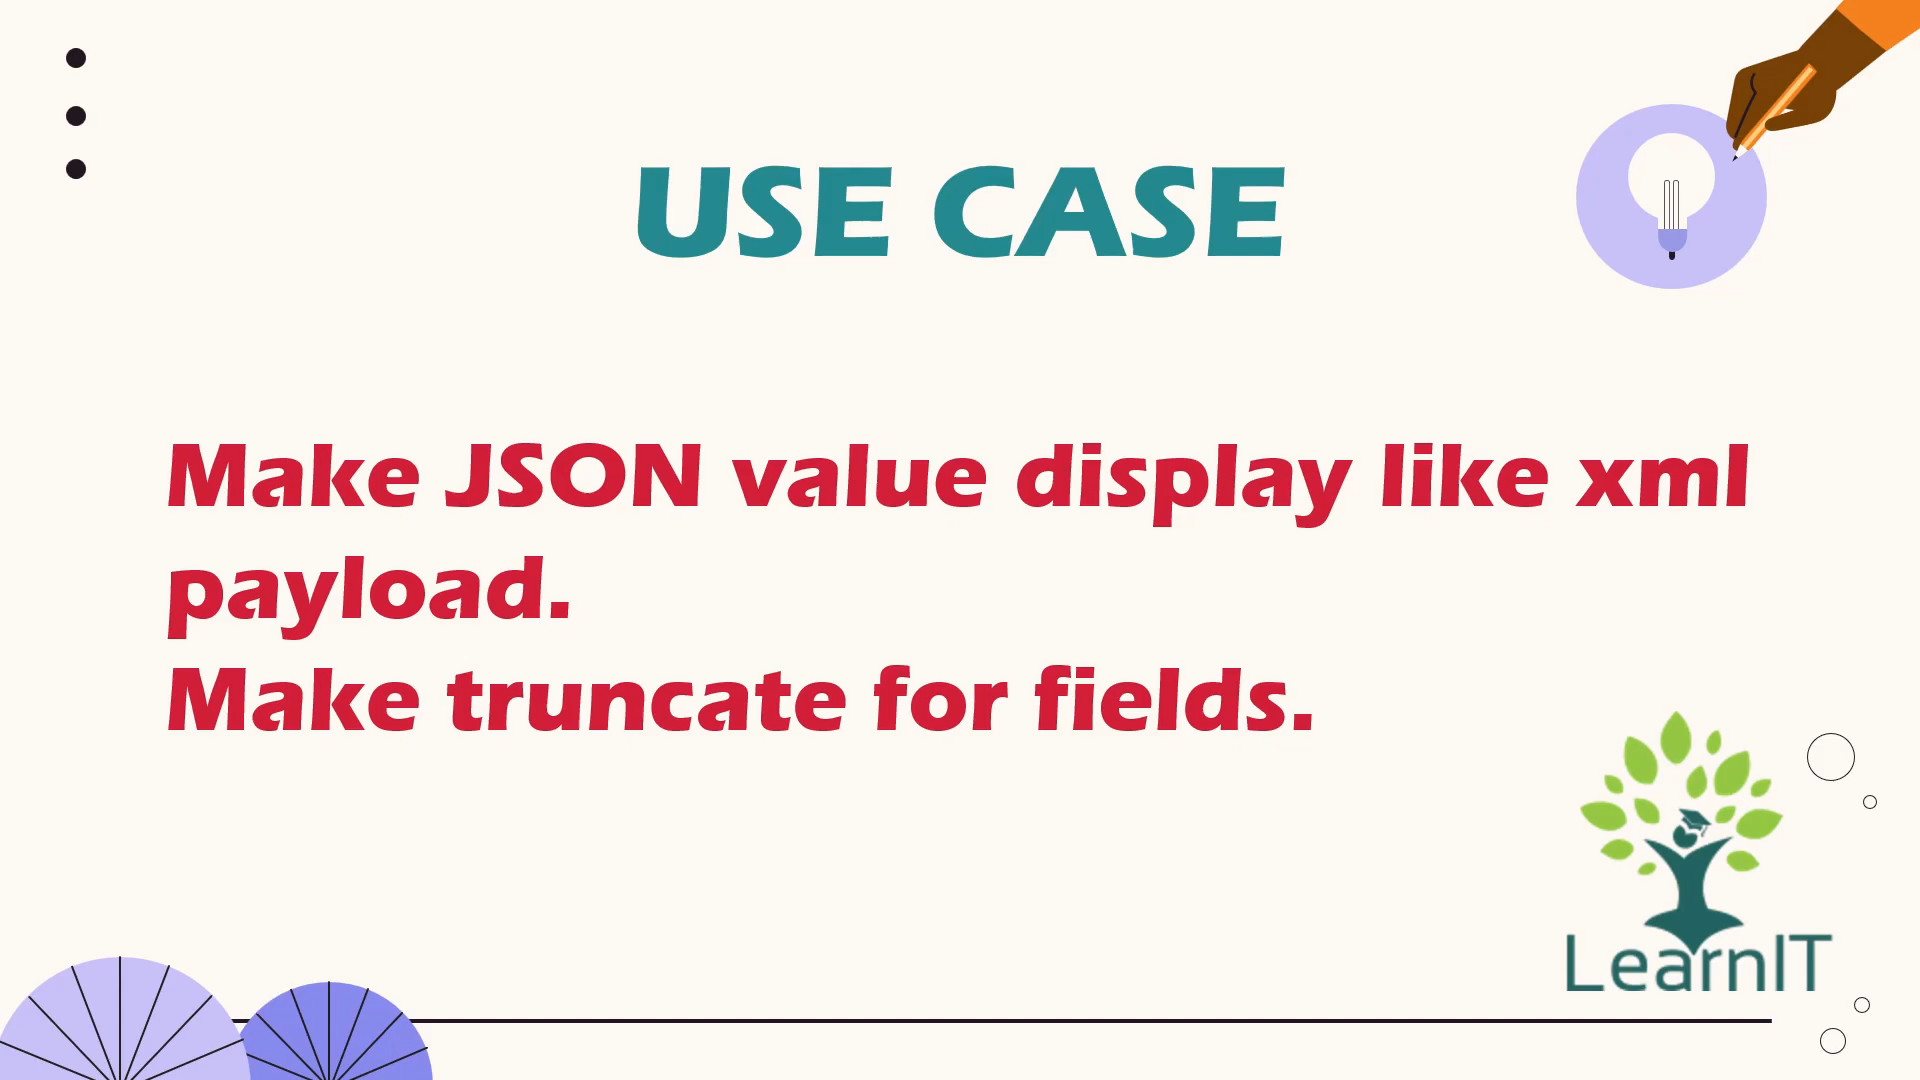 USE CASE
Make JSON value display like xml
payload.
Make truncate for fields.
LearnIT